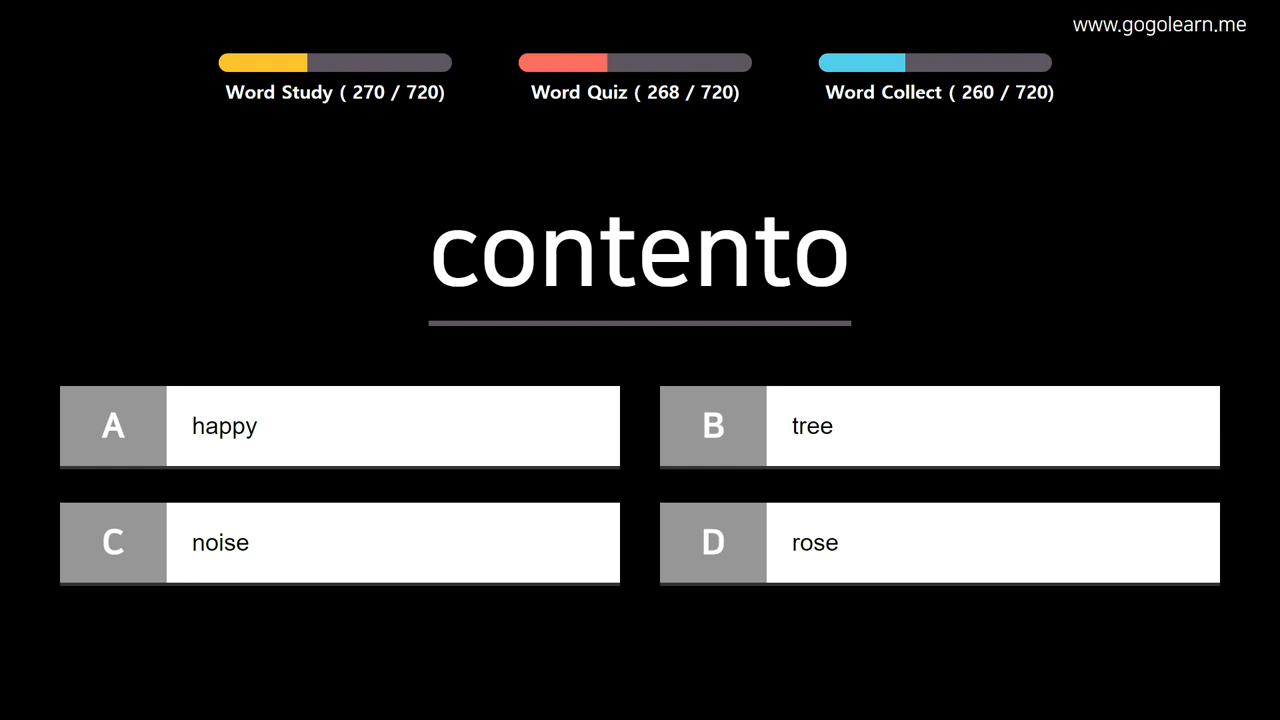 www.gogolearn.me
Word Study ( 270 / 720)
Word Quiz ( 268 / 720)
Word Collect ( 260 / 720)
contento
A happy
B tree
C noise
D rose